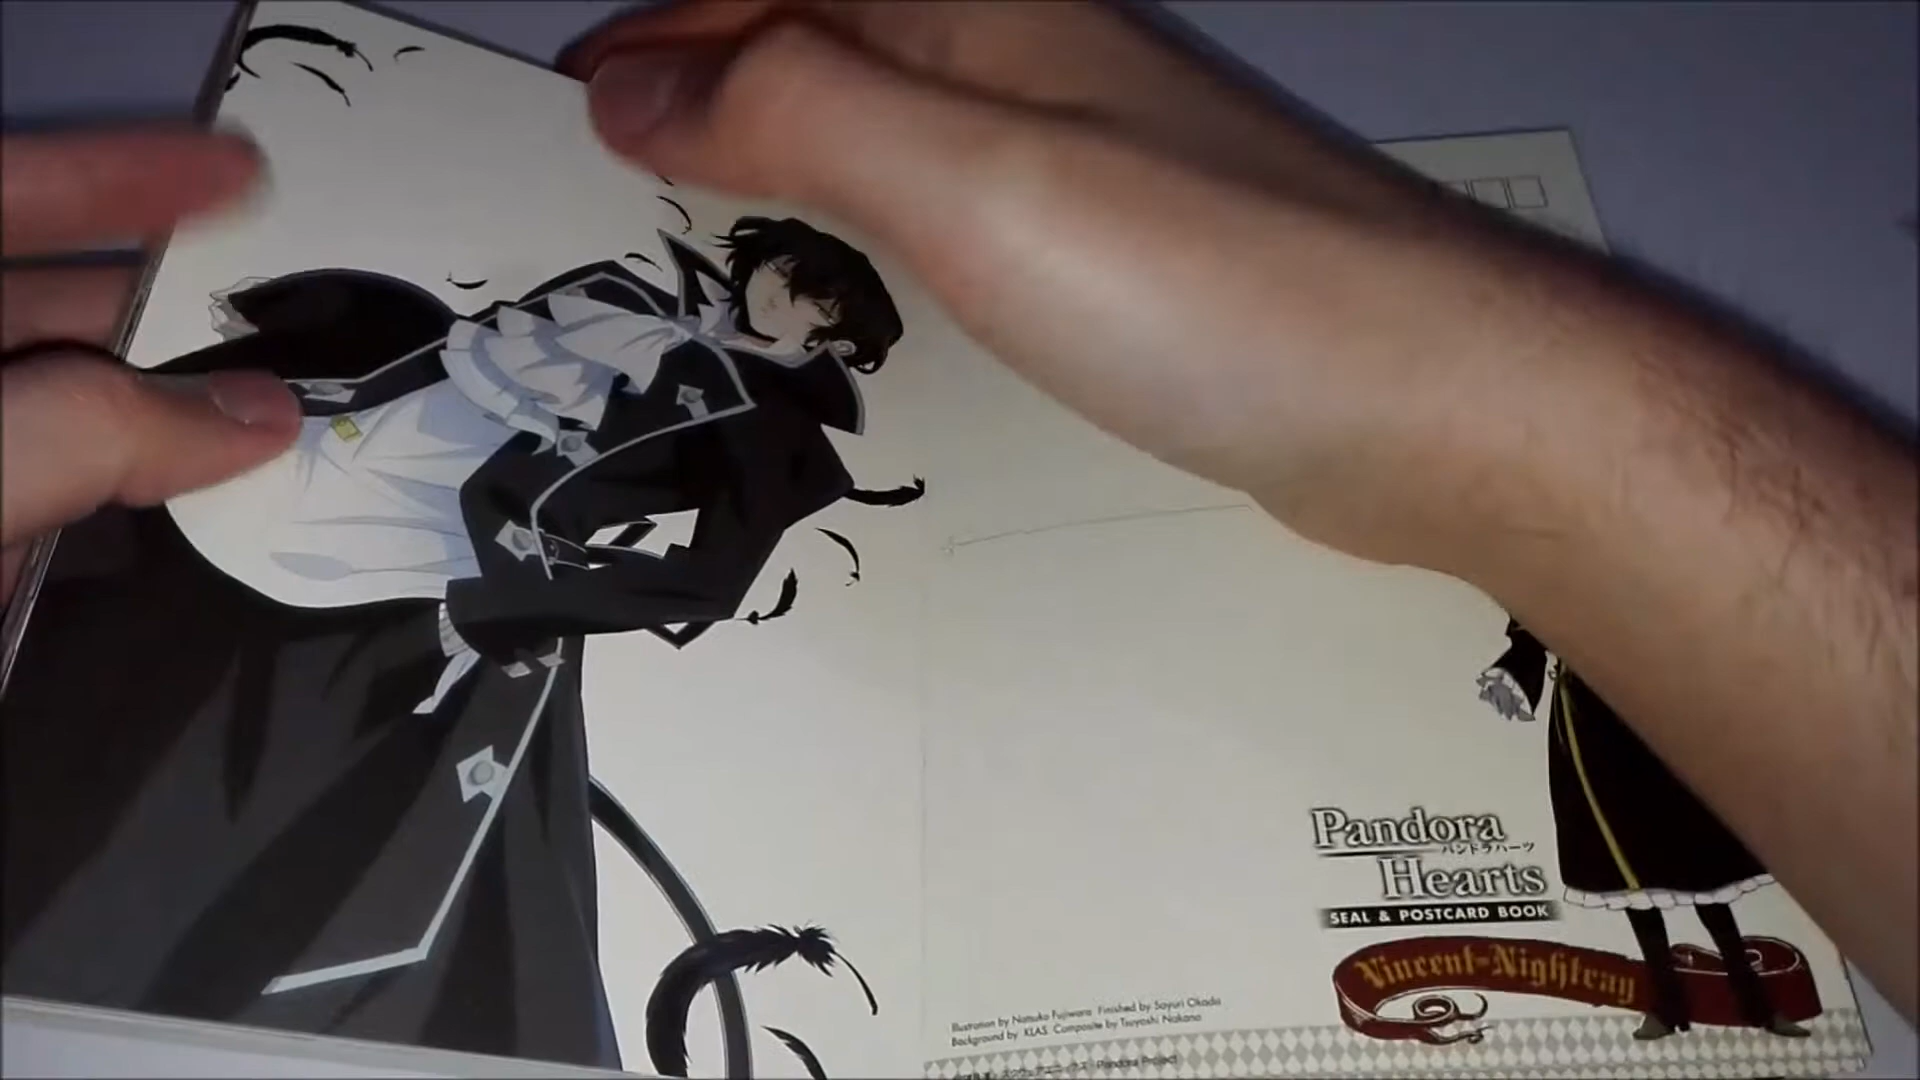 Pandora
パンドラハーツ
Hearts
SEAL & POSTCARD BOOK
Vincent=Nightray
Illustration by Natsuko Fujiwara Finished by Sayuri Okada
Background by KLAS Composite by Tsuyoshi Nakano
Pandora Project